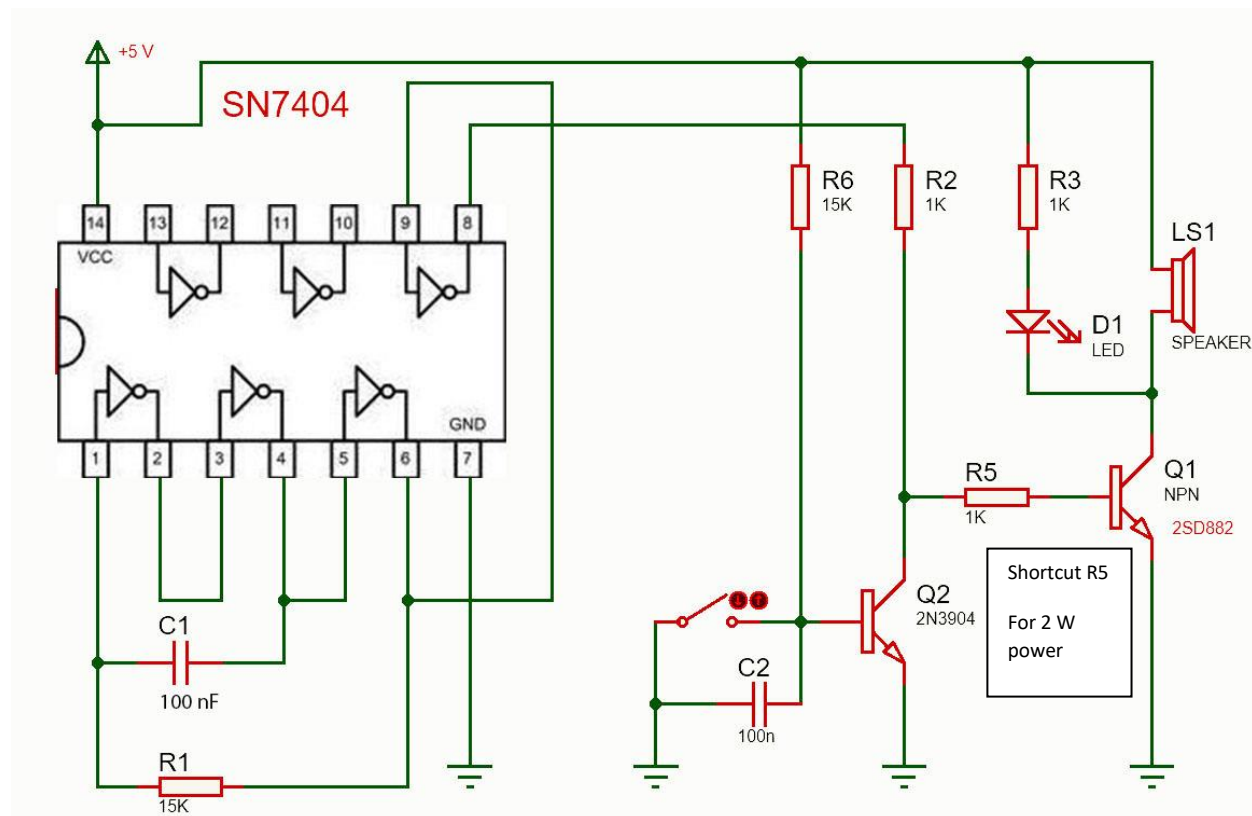 +5 V
SN7404
14 13 12 11 10 9 8
VCC
GND
1 2 3 4 5 6 7
C1
100 nF
R1
15K
R6
15K
R2
1K
R3
1K
LS1
SPEAKER
D1
LED
R5
1K
Q1
NPN
2SD882
Q2
2N3904
C2
100n
Shortcut R5
For 2 W
power